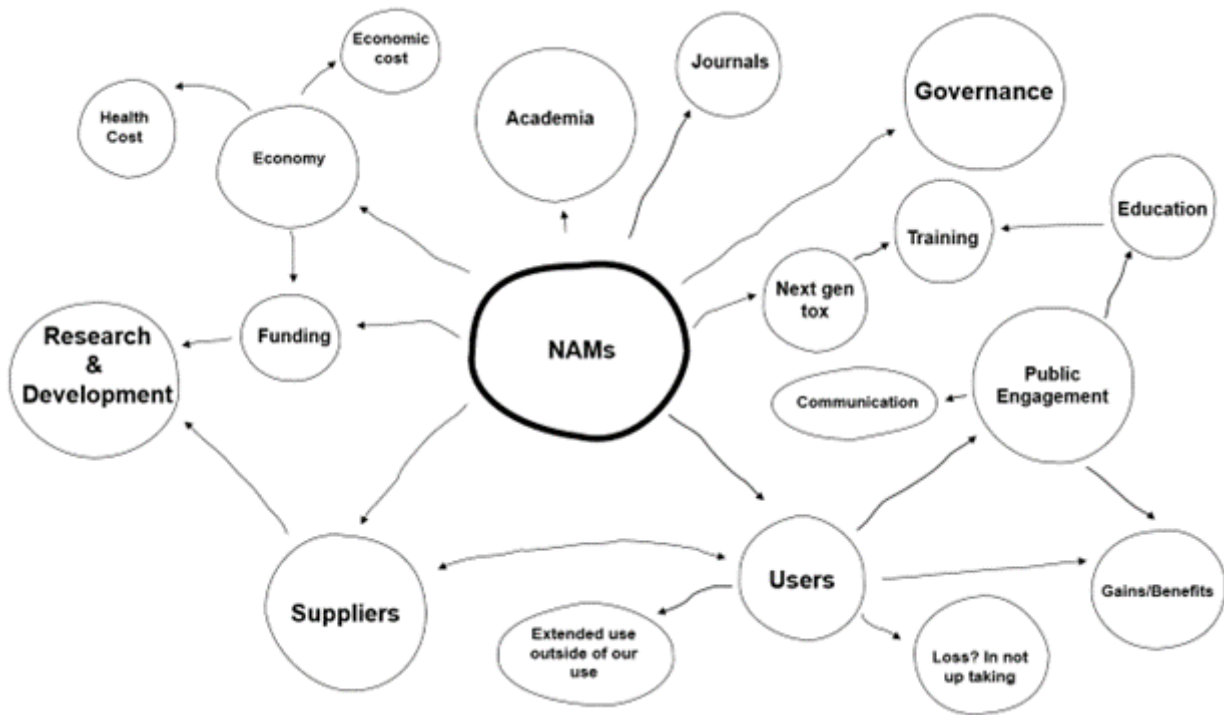 Economic
cost
Journals
Governance
Academia
Health
Cost
Economy
Education
Training
Next gen
tox
Research
&
Development
Funding
NAMs
Public
Engagement
Communication
Users
Suppliers
Gains/Benefits
Extended use
outside of our
use
Loss? In not
up taking